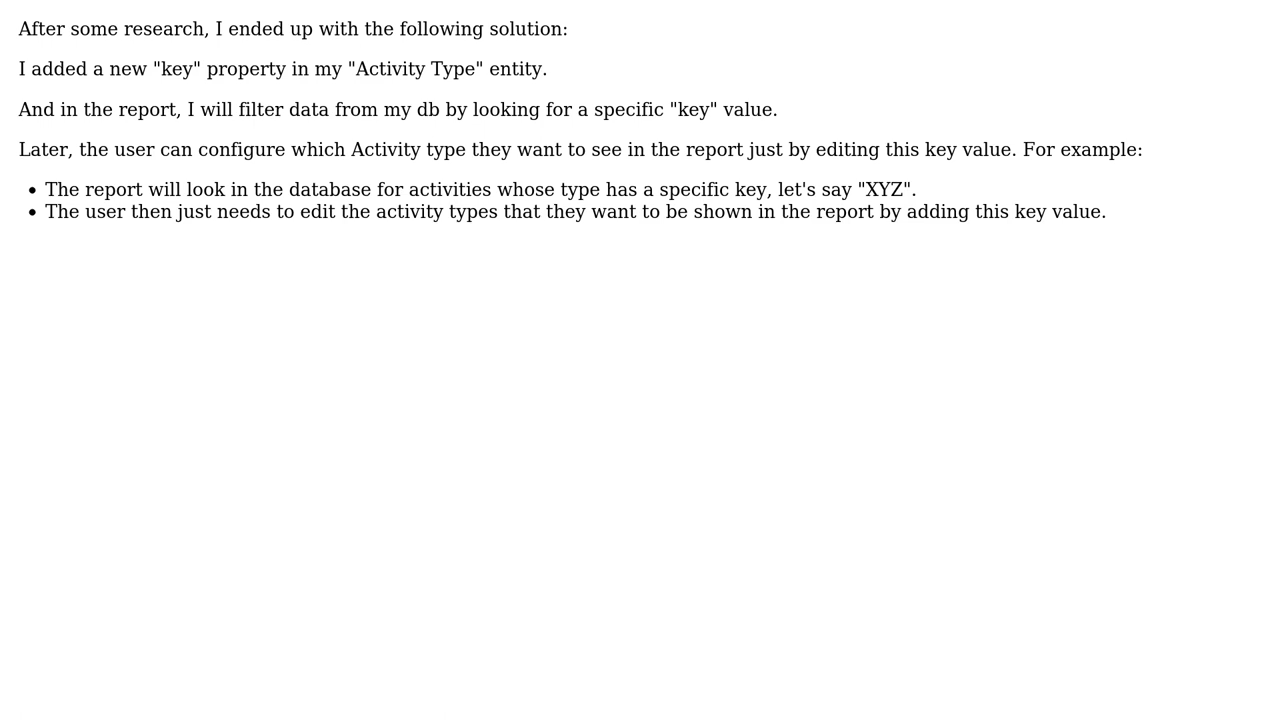 After some research, I ended up with the following solution:
I added a new "key" property in my "Activity Type" entity.
And in the report, I will filter data from my db by looking for a specific "key" value.
Later, the user can configure which Activity type they want to see in the report just by editing this key value. For example:
• The report will look in the database for activities whose type has a specific key, let's say "XYZ".
• The user then just needs to edit the activity types that they want to be shown in the report by adding this key value.